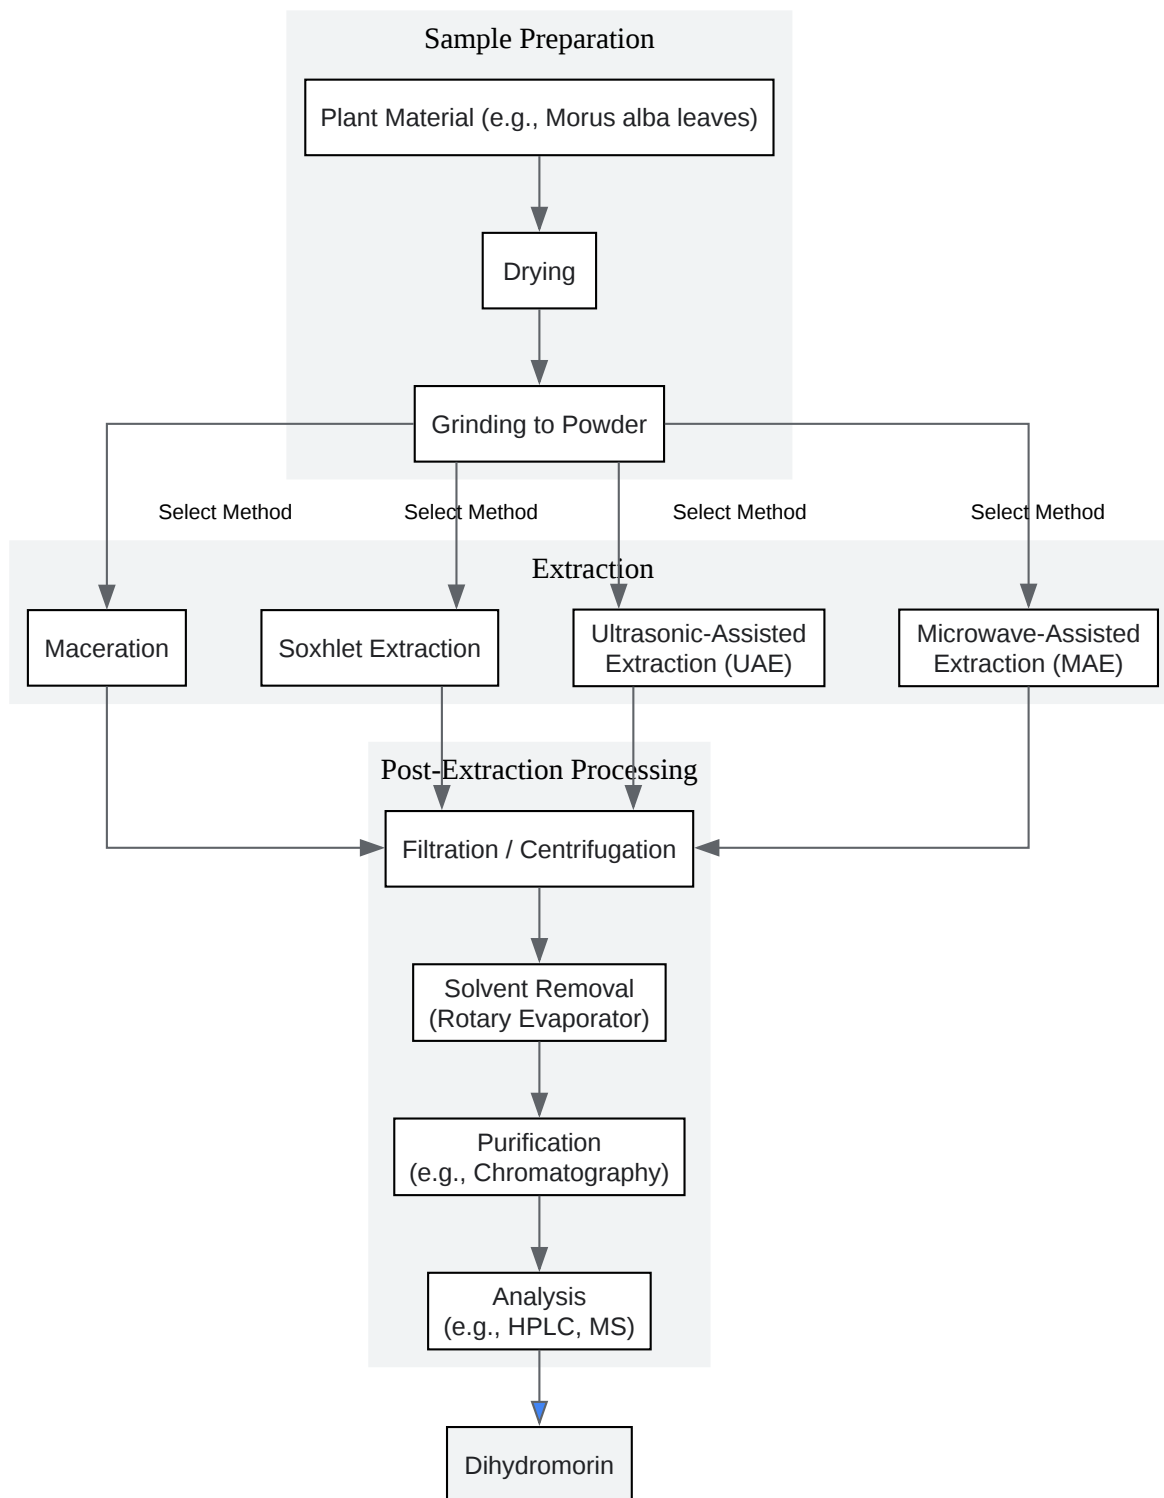 Sample Preparation
Plant Material (e.g., Morus alba leaves)
Drying
Grinding to Powder
Select Method
Select Method
Select Method
Select Method
Extraction
Maceration
Soxhlet Extraction
Ultrasonic-Assisted
Extraction (UAE)
Microwave-Assisted
Extraction (MAE)
Post-Extraction Processing
Filtration / Centrifugation
Solvent Removal
(Rotary Evaporator)
Purification
(e.g., Chromatography)
Analysis
(e.g., HPLC, MS)
Dihydromorin